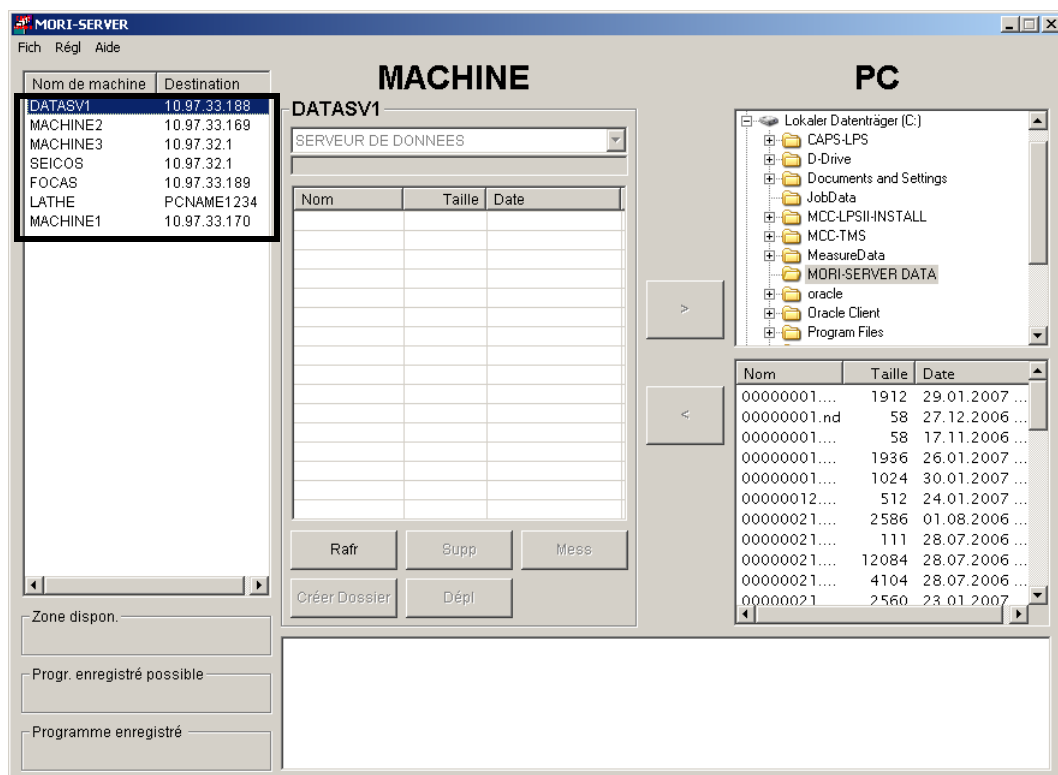 MORI-SERVER
Fich Régl Aide
MACHINE
PC
Nom de machine Destination
DATASV1 10.97.33.188
MACHINE2 10.97.33.169
MACHINE3 10.97.32.1
SEICOS 10.97.32.1
FOCAS 10.97.33.189
LATHE PCNAME1234
MACHINE1 10.97.33.170
Zone dispon.
Progr. enregistré possible
Programme enregistré
DATASV1
SERVEUR DE DONNEES
Nom Taille Date
Rafr Supp Mess
Créer Dossier Dépl
>
<
Lokaler Datenträger (C:)
CAPS-LPS
D-Drive
Documents and Settings
JobData
MCC-LPSII-INSTALL
MCC-TMS
MeasureData
MORI-SERVER DATA
oracle
Oracle Client
Program Files
Nom Taille Date
00000001.... 1912 29.01.2007 ...
00000001.nd 58 27.12.2006 ...
00000001.... 58 17.11.2006 ...
00000001.... 1936 26.01.2007 ...
00000001.... 1024 30.01.2007 ...
00000012.... 512 24.01.2007 ...
00000021.... 2586 01.08.2006 ...
00000021.... 111 28.07.2006 ...
00000021.... 12084 28.07.2006 ...
00000021.... 4104 28.07.2006 ...
00000021 2560 23.01.2007